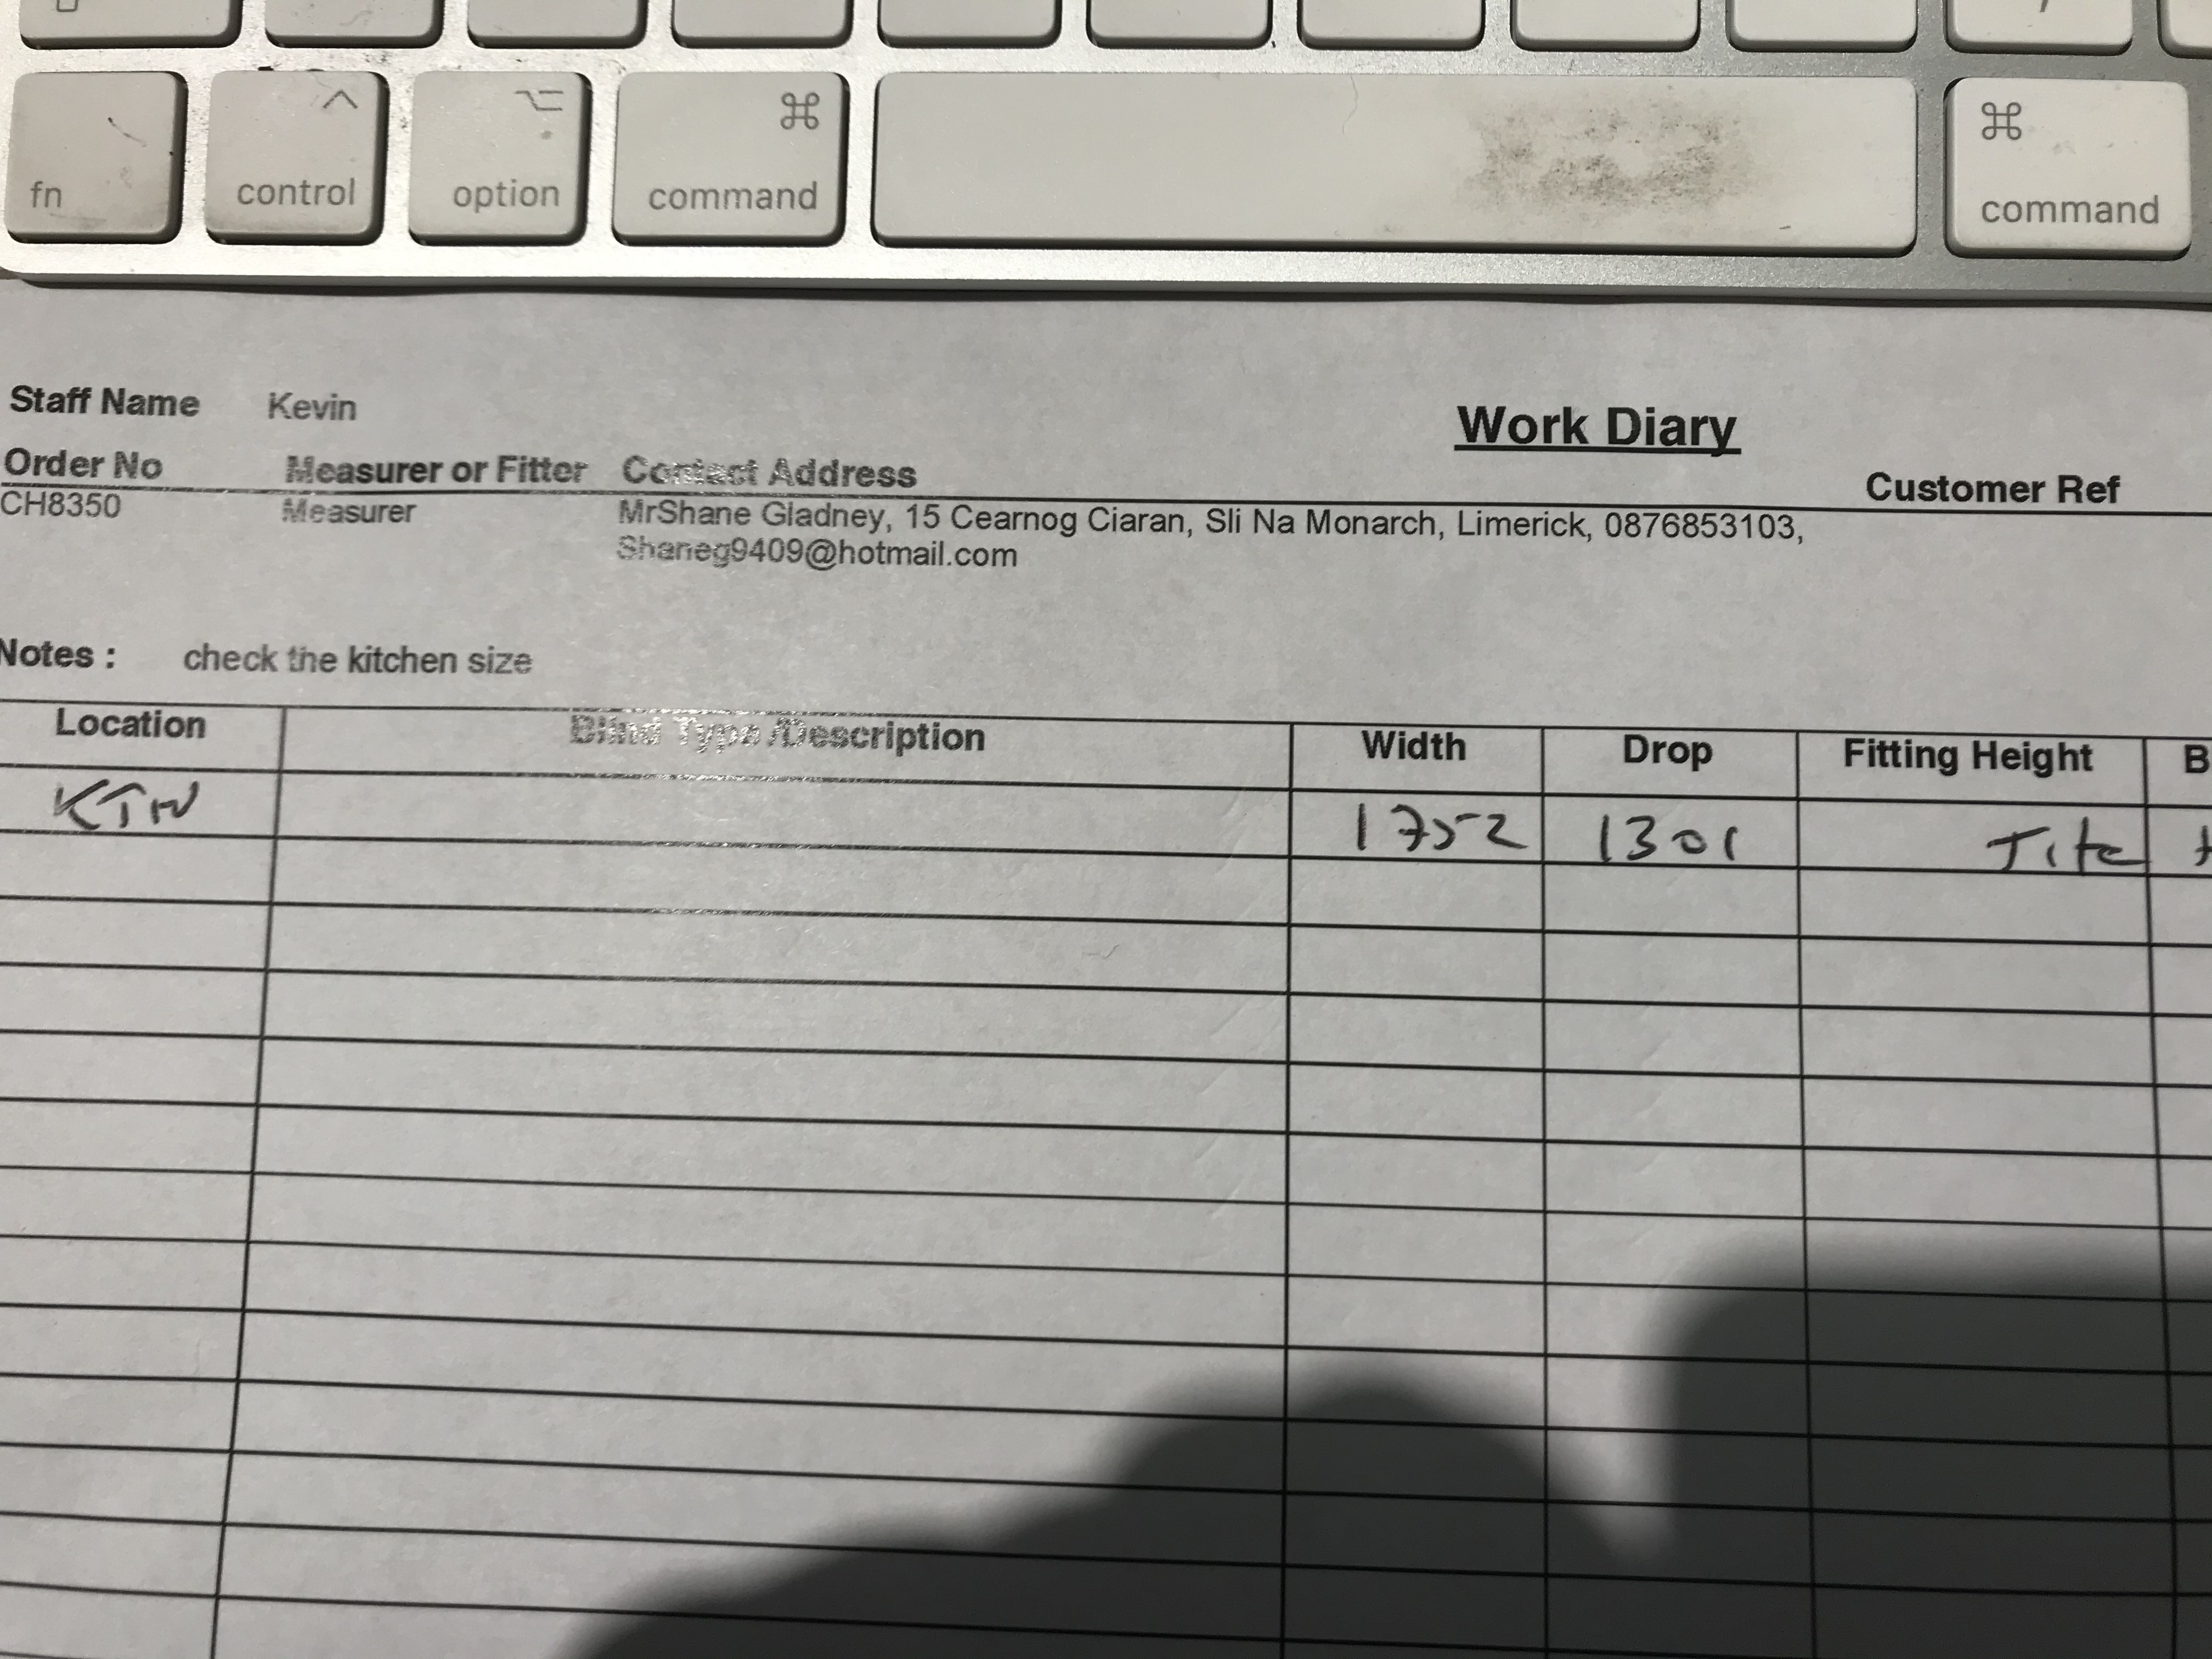 fn control option command command
Staff Name Kevin
Work Diary
Order No Measurer or Fitter Contact Address Customer Ref
CH8350 Measurer MrShane Gladney, 15 Cearnog Ciaran, Sli Na Monarch, Limerick, 0876853103,
Shaneg9409@hotmail.com
Notes : check the kitchen size
Location Blind Type /Description Width Drop Fitting Height B
KTN 1752 1301